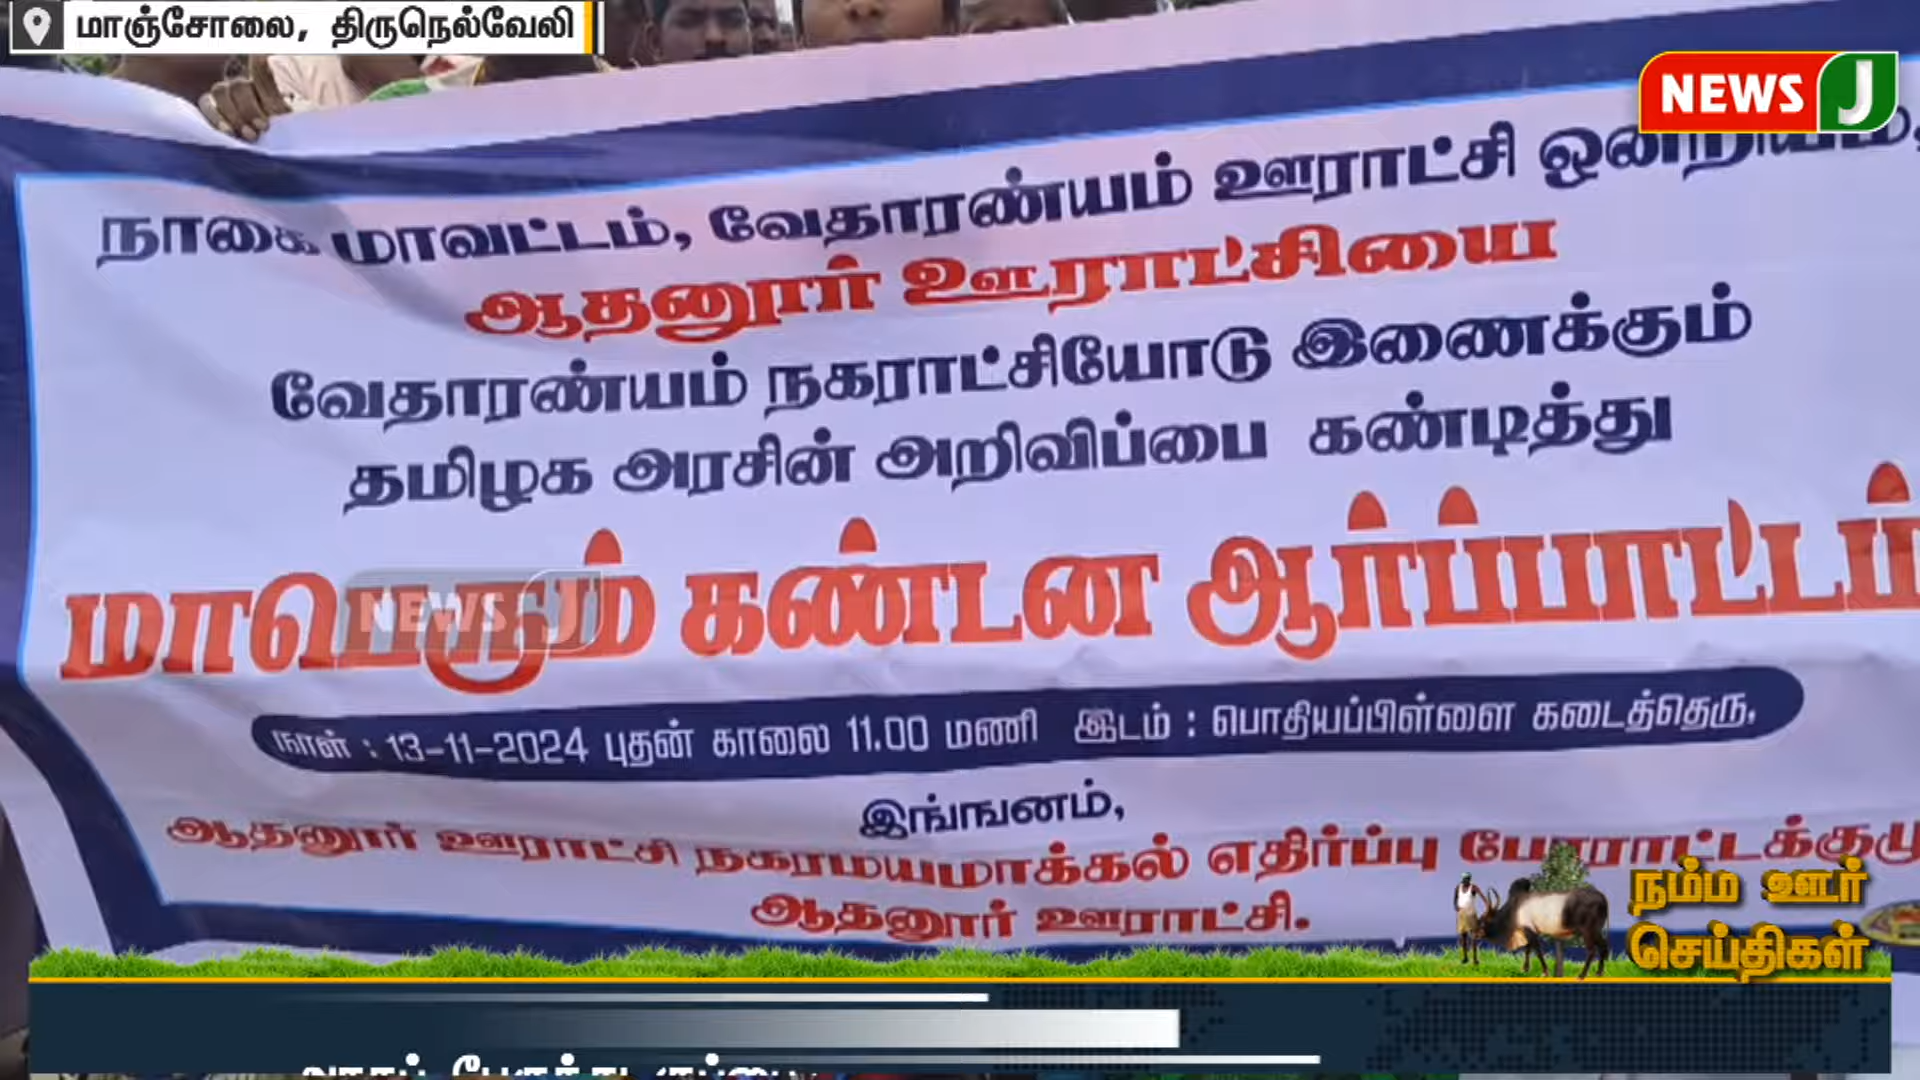 மாஞ்சோலை, திருநெல்வேலி
NEWS J
நாகை மாவட்டம், வேதாரண்யம் ஊராட்சி ஒன்றியம்,
ஆதனூர் ஊராட்சியை
வேதாரண்யம் நகராட்சியோடு இணைக்கும்
தமிழக அரசின் அறிவிப்பை கண்டித்து
மாபெரும் கண்டன ஆர்ப்பாட்டம்
NEWS J
நாள் : 13-11-2024 புதன் காலை 11.00 மணி இடம் : பொதியப்பிள்ளை கடைத்தெரு.
இங்ஙனம்,
ஆதனூர் ஊராட்சி நகரமயமாக்கல் எதிர்ப்பு போராட்டக்குழு
ஆதனூர் ஊராட்சி.
நம்ம ஊர்
செய்திகள்